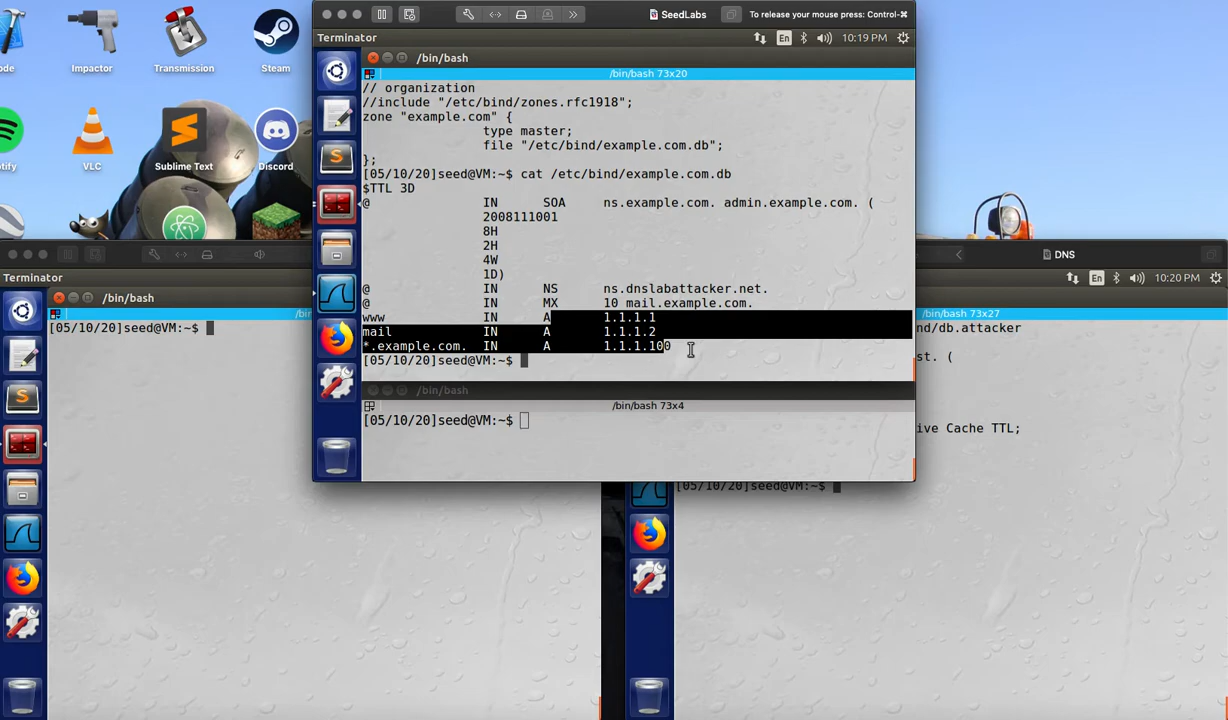 ode
Impactor
Transmission
Steam
otify
VLC
Sublime Text
Discord
SeedLabs
To release your mouse press: Control-⌘
Terminator
En
10:19 PM
/bin/bash
/bin/bash 73x20
// organization
//include "/etc/bind/zones.rfc1918";
zone "example.com" {
type master;
file "/etc/bind/example.com.db";
};
[05/10/20]seed@VM:~$ cat /etc/bind/example.com.db
$TTL 3D
@ IN SOA ns.example.com. admin.example.com. (
2008111001
8H
2H
4W
1D)
@ IN NS ns.dnslabattacker.net.
@ IN MX 10 mail.example.com.
www IN A 1.1.1.1
mail IN A 1.1.1.2
*.example.com. IN A 1.1.1.100
[05/10/20]seed@VM:~$
/bin/bash
/bin/bash 73x4
[05/10/20]seed@VM:~$
Terminator
/bin/bash
/bi
[05/10/20]seed@VM:~$
DNS
En
10:20 PM
/bin/bash 73x27
nd/db.attacker
st. (
ive Cache TTL;
[05/10/20]seed@VM:~$